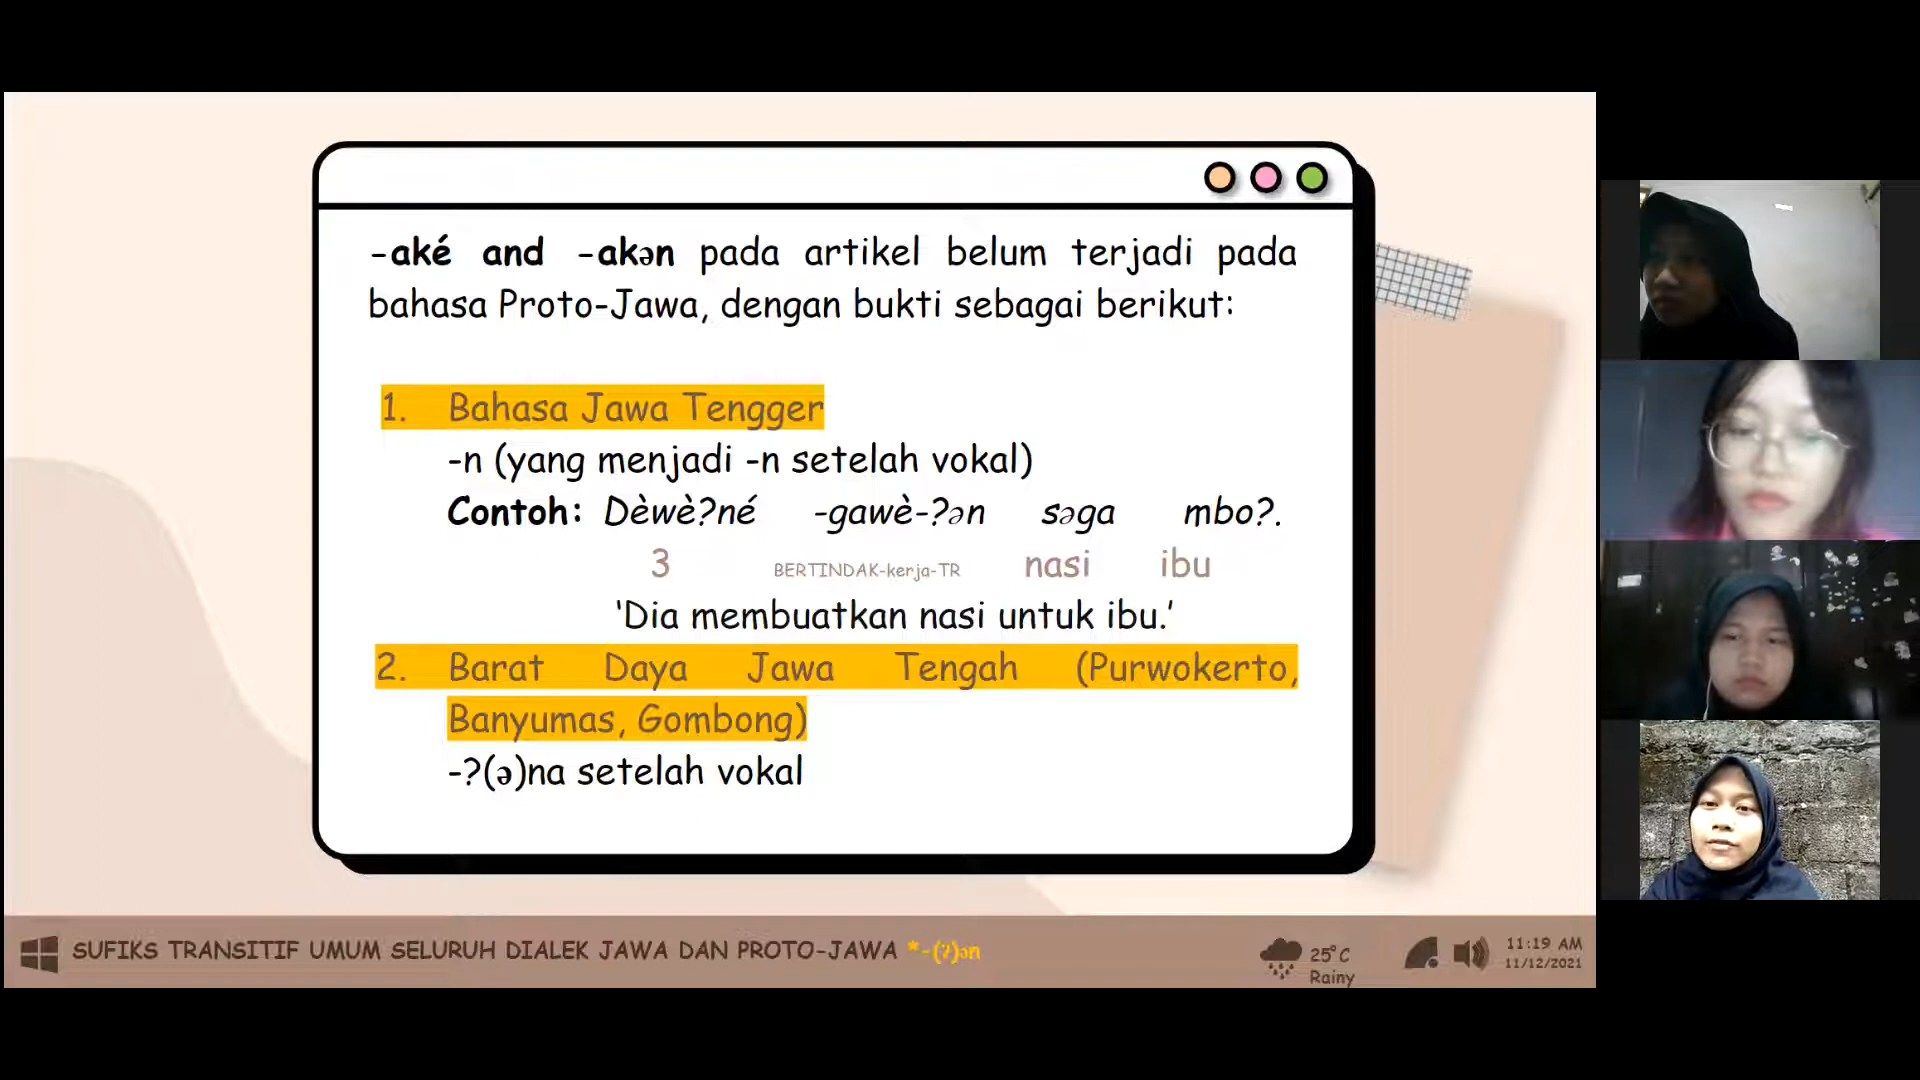 -aké and -akən pada artikel belum terjadi pada
bahasa Proto-Jawa, dengan bukti sebagai berikut:
1. Bahasa Jawa Tengger
-n (yang menjadi -n setelah vokal)
Contoh: Dèwè?né -gawè-?ən səga mbo?.
3 BERTINDAK-kerja-TR nasi ibu
‘Dia membuatkan nasi untuk ibu.’
2. Barat Daya Jawa Tengah (Purwokerto,
Banyumas, Gombong)
-?(ə)na setelah vokal
SUFIKS TRANSITIF UMUM SELURUH DIALEK JAWA DAN PROTO-JAWA *-(?)ən
25°C
Rainy
11:19 AM
11/12/2021